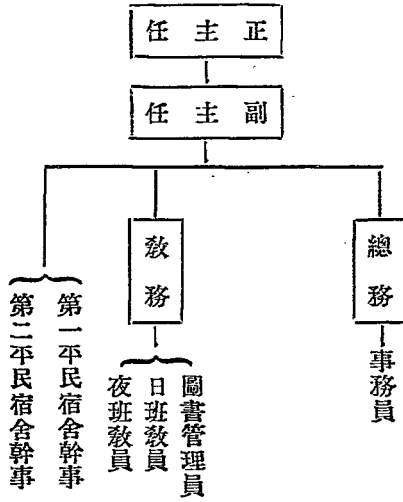 正主任
副主任
總務
事務員
教務
圖書管理員
日班教員
夜班教員
第一平民宿舍幹事
第二平民宿舍幹事